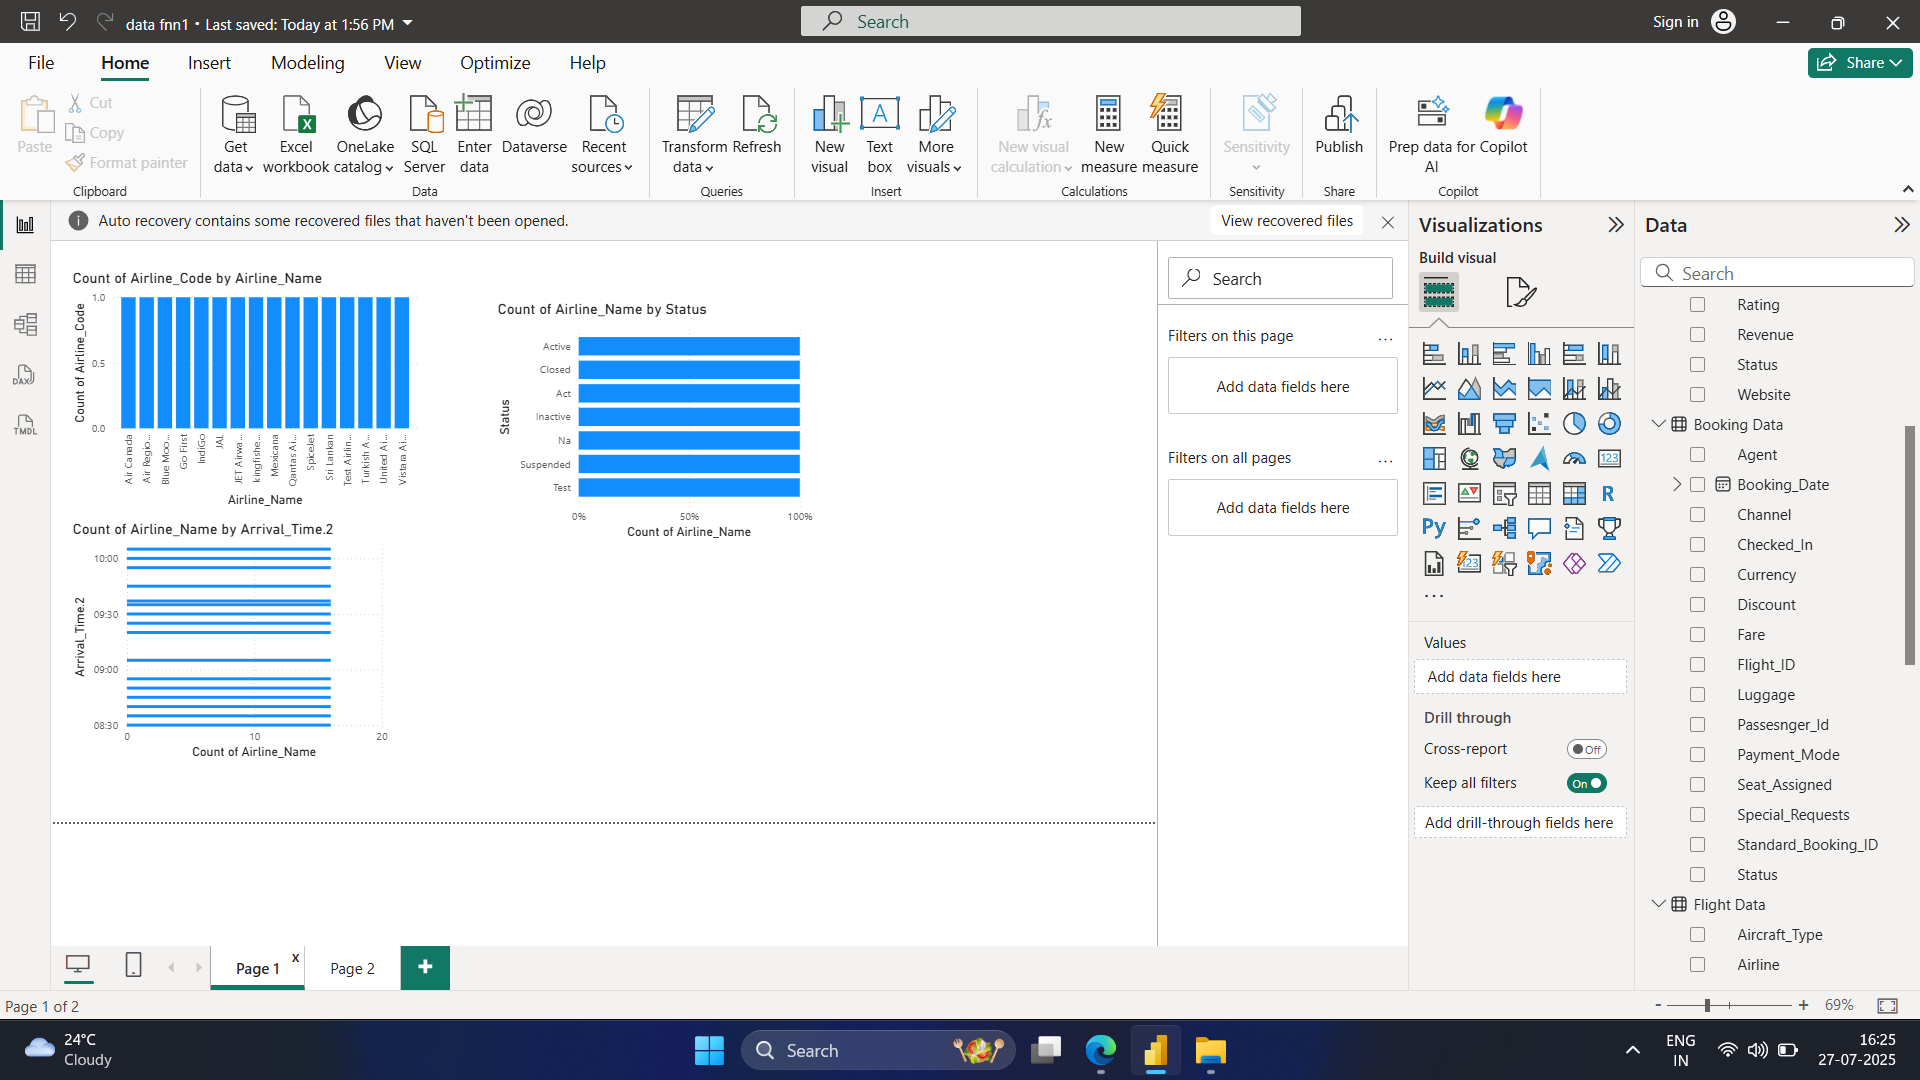 data fnn1 • Last saved: Today at 1:56 PM
Search
Sign in
File
Home
Insert
Modeling
View
Optimize
Help
Share
Paste
Cut
Copy
Format painter
Clipboard
Get data
Excel workbook
OneLake catalog
SQL Server
Enter data
Dataverse
Recent sources
Data
Transform data
Refresh
Queries
New visual
Text box
More visuals
Insert
New visual calculation
New measure
Quick measure
Calculations
Sensitivity
Sensitivity
Publish
Share
Prep data for AI
Copilot
Copilot
Auto recovery contains some recovered files that haven't been opened.
View recovered files
Count of Airline_Code by Airline_Name
Count of Airline_Code
1.0
0.5
0.0
Air Canada
Air Regio...
Blue Moo...
Go First
IndiGo
JAL
JET Airwa...
kingfishe...
Mexicana
Qantas Ai...
SpiceJet
Sri Lankan
Test Airlin...
Turkish A...
United Ai...
Vistara Ai...
Airline_Name
Count of Airline_Name by Status
Status
Active
Closed
Act
Inactive
Na
Suspended
Test
0%
50%
100%
Count of Airline_Name
Count of Airline_Name by Arrival_Time.2
Arrival_Time.2
10:00
09:30
09:00
08:30
0
10
20
Count of Airline_Name
Search
Filters on this page
...
Add data fields here
Filters on all pages
...
Add data fields here
Visualizations
Build visual
123
R
Py
123
...
Values
Add data fields here
Drill through
Cross-report
Off
Keep all filters
On
Add drill-through fields here
Data
Search
Rating
Revenue
Status
Website
Booking Data
Agent
Booking_Date
Channel
Checked_In
Currency
Discount
Fare
Flight_ID
Luggage
Passesnger_Id
Payment_Mode
Seat_Assigned
Special_Requests
Standard_Booking_ID
Status
Flight Data
Aircraft_Type
Airline
DAX
TMDL
Page 1
x
Page 2
+
Page 1 of 2
- + 69%
24°C
Cloudy
Search
ENG
IN
16:25
27-07-2025